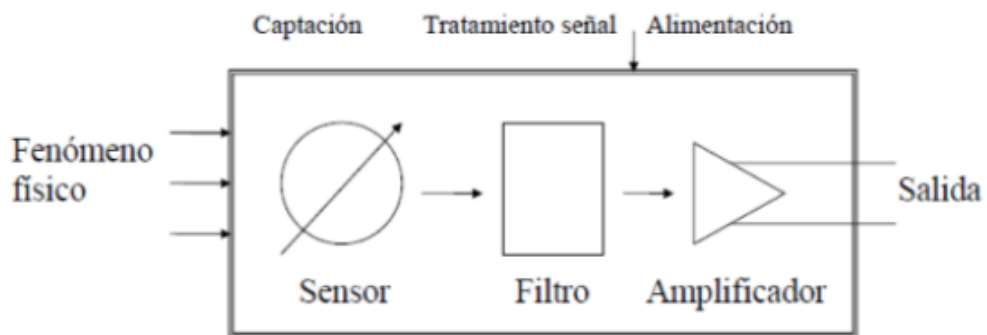 Captación Tratamiento señal Alimentación
Fenómeno
físico
Salida
Sensor Filtro Amplificador